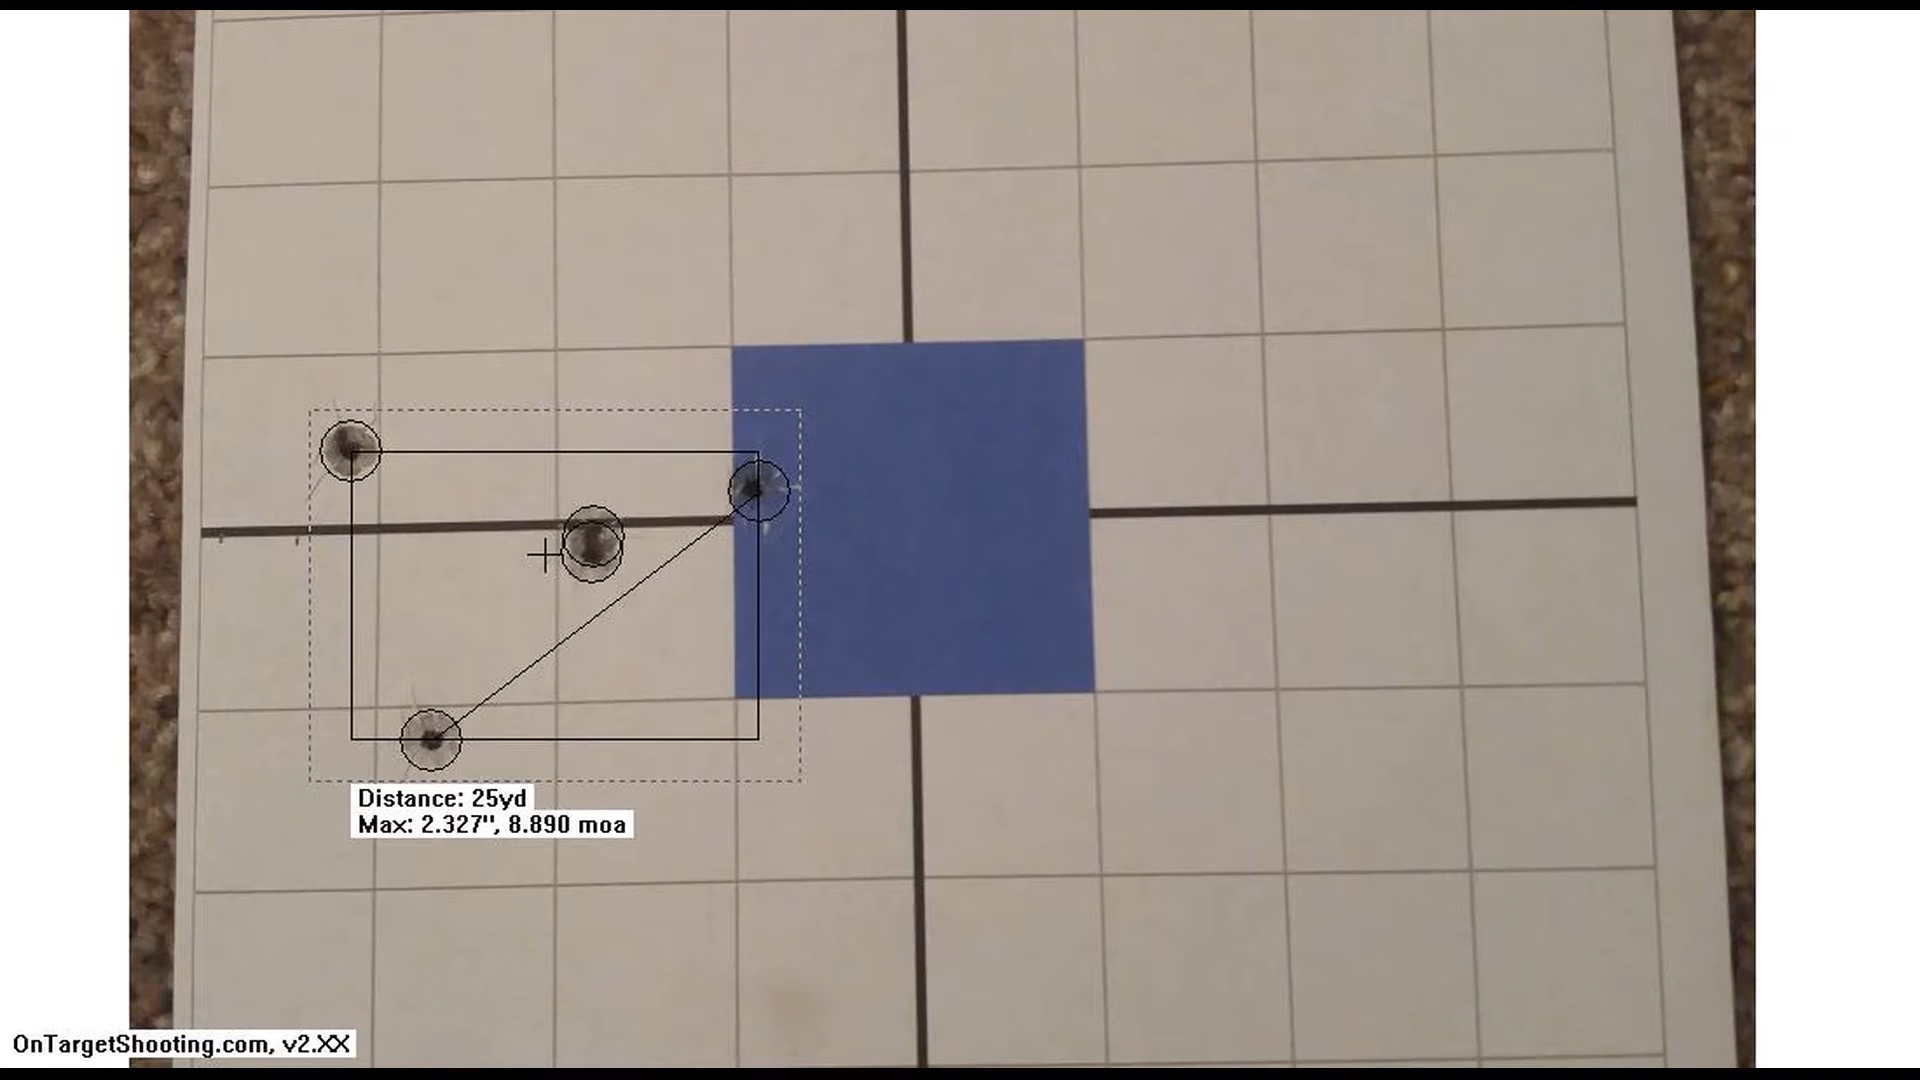 Distance: 25yd
Max: 2.327", 8.890 moa
OnTargetShooting.com, v2.XX